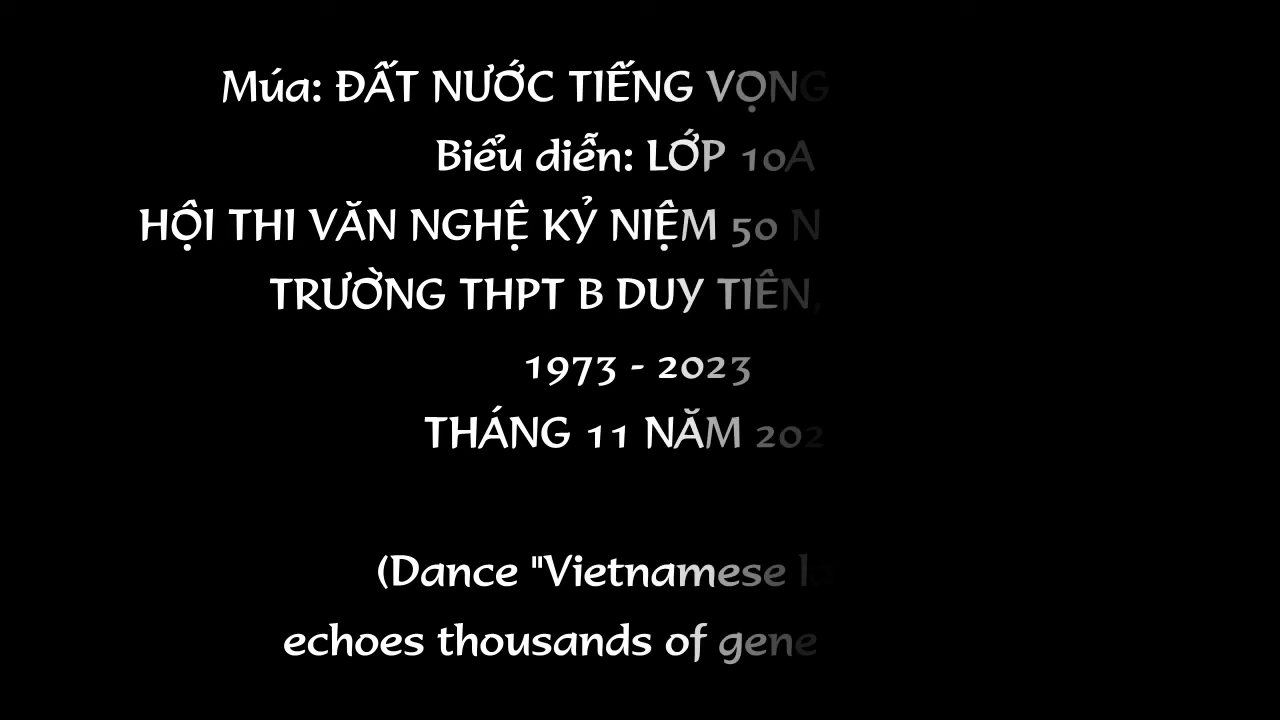 Múa: ĐẤT NƯỚC TIẾNG VỌNG
Biểu diễn: LỚP 10A
HỘI THI VĂN NGHỆ KỶ NIỆM 50
TRƯỜNG THPT B DUY TIÊN,
1973 - 2023
THÁNG 11 NĂM
(Dance "Vietnamese
echoes thousands of